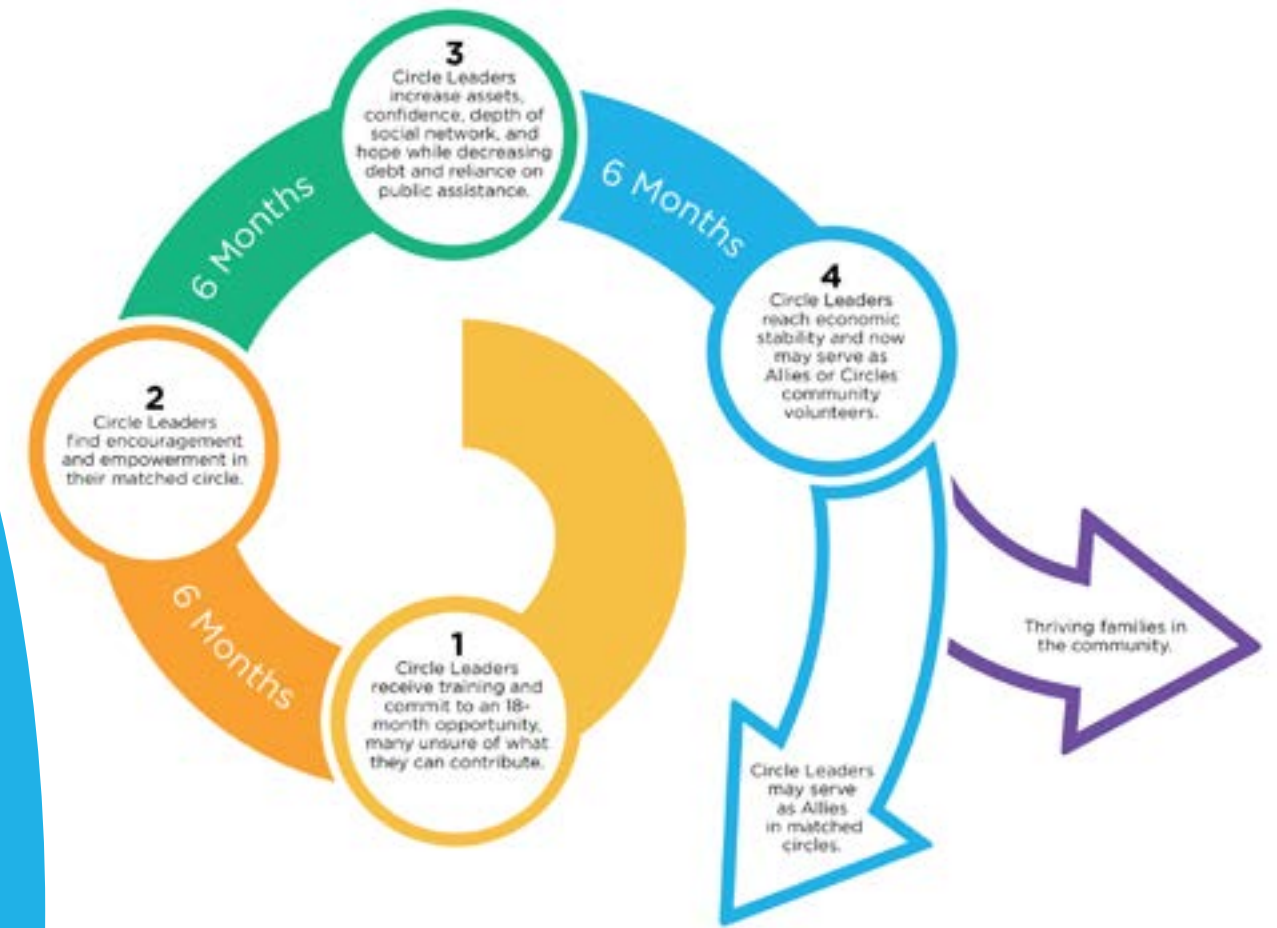 1
Circle Leaders
receive training and
commit to an 18-
month opportunity,
many unsure of what
they can contribute.
6 Months
2
Circle Leaders
find encouragement
and empowerment in
their matched circle.
6 Months
3
Circle Leaders
increase assets,
confidence, depth of
social network, and
hope while decreasing
debt and reliance on
public assistance.
6 Months
4
Circle Leaders
reach economic
stability and now
may serve as
Allies or Circles
community
volunteers.
Circle Leaders
may serve
as Allies
in matched
circles.
Thriving families in
the community.